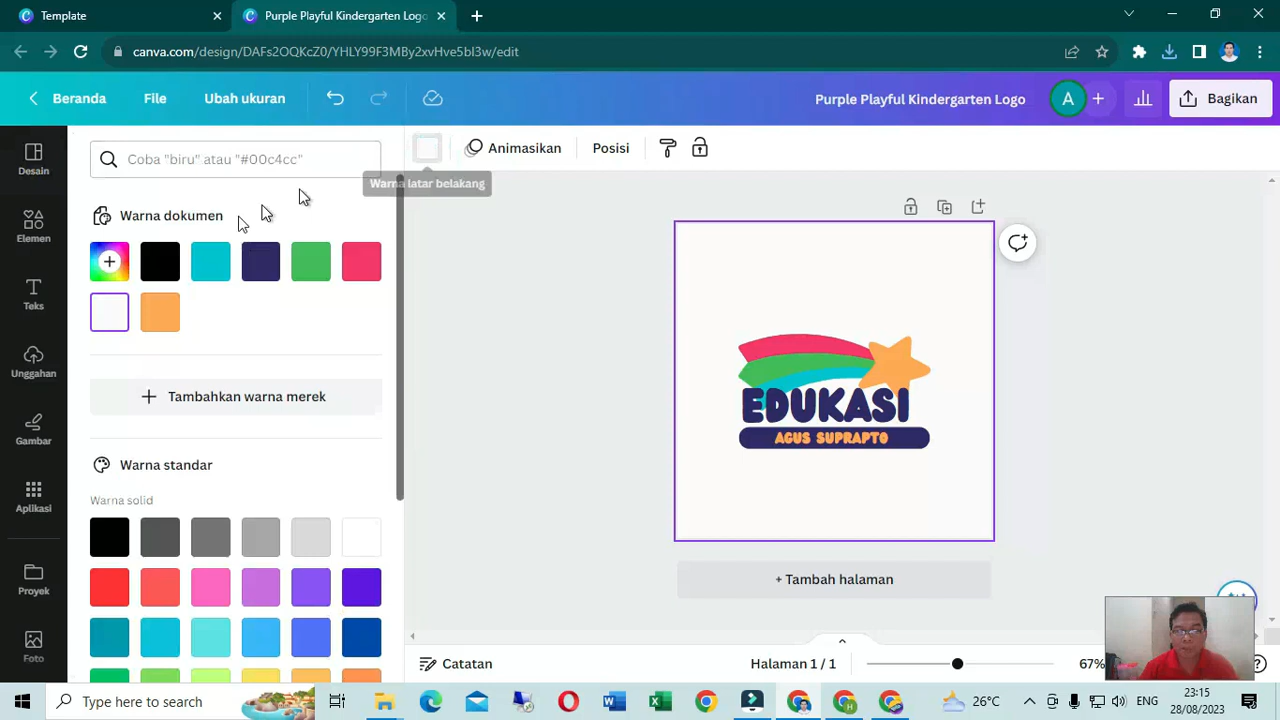 Template
Purple Playful Kindergarten Logo
canva.com/design/DAFs2OQKcZ0/YHLY99F3MBy2xvHve5bI3w/edit
Beranda
File
Ubah ukuran
Purple Playful Kindergarten Logo
A
Bagikan
Desain
Elemen
Teks
Unggahan
Gambar
Aplikasi
Proyek
Foto
Coba "biru" atau "#00c4cc"
Warna dokumen
Tambahkan warna merek
Warna standar
Warna solid
Animasikan
Posisi
Warna latar belakang
EDUKASI
AGUS SUPRAPTO
+ Tambah halaman
Catatan
Halaman 1 / 1
67%
Type here to search
26°C
ENG
23:15
28/08/2023